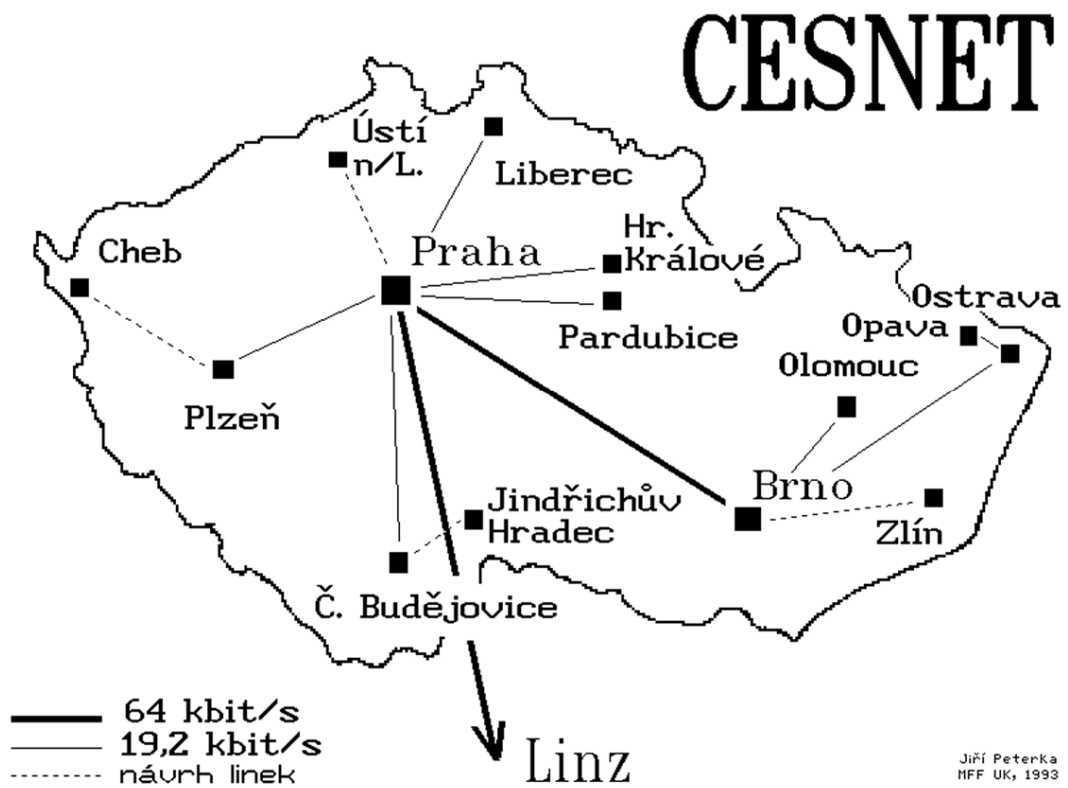 CESNET
Ústí
n/L.
Liberec
Hr.
Králové
Praha
Cheb
Ostrava
Opava
Pardubice
Olomouc
Plzeň
Brno
Jindřichův
Hradec
Zlín
Č. Budějovice
64 kbit/s
19,2 kbit/s
návrh linek
Linz
Jiří Peterka
MFF UK, 1993